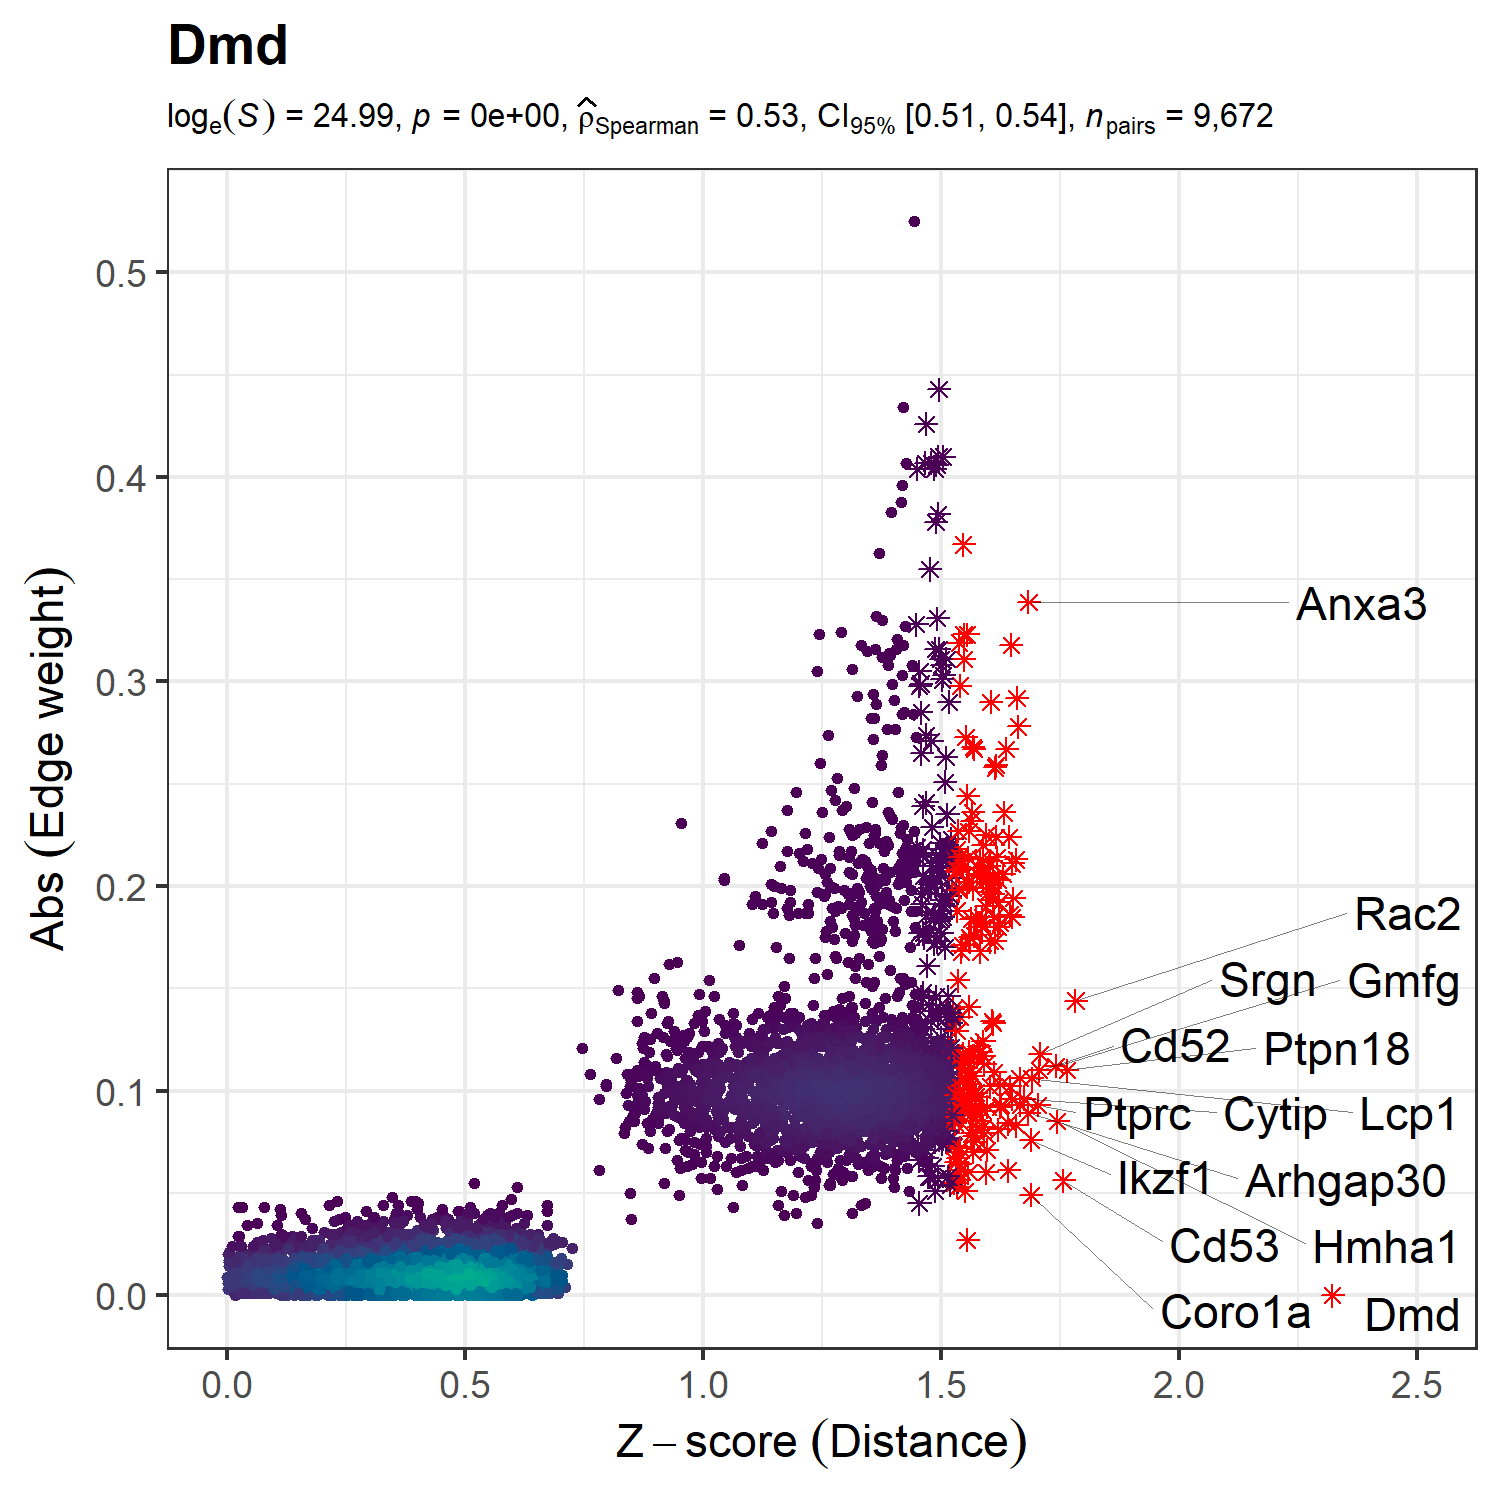 Dmd
logₑ(S) = 24.99, p = 0e+00, ρ̂Spearman = 0.53, CI95% [0.51, 0.54], npairs = 9,672
0.5
0.4
0.3
0.2
0.1
0.0
Abs (Edge weight)
Anxa3
Rac2
Srgn
Gmfg
Cd52
Ptpn18
Ptprc
Cytip
Lcp1
Ikzf1
Arhgap30
Cd53
Hmha1
Coro1a
Dmd
0.0
0.5
1.0
1.5
2.0
2.5
Z – score (Distance)